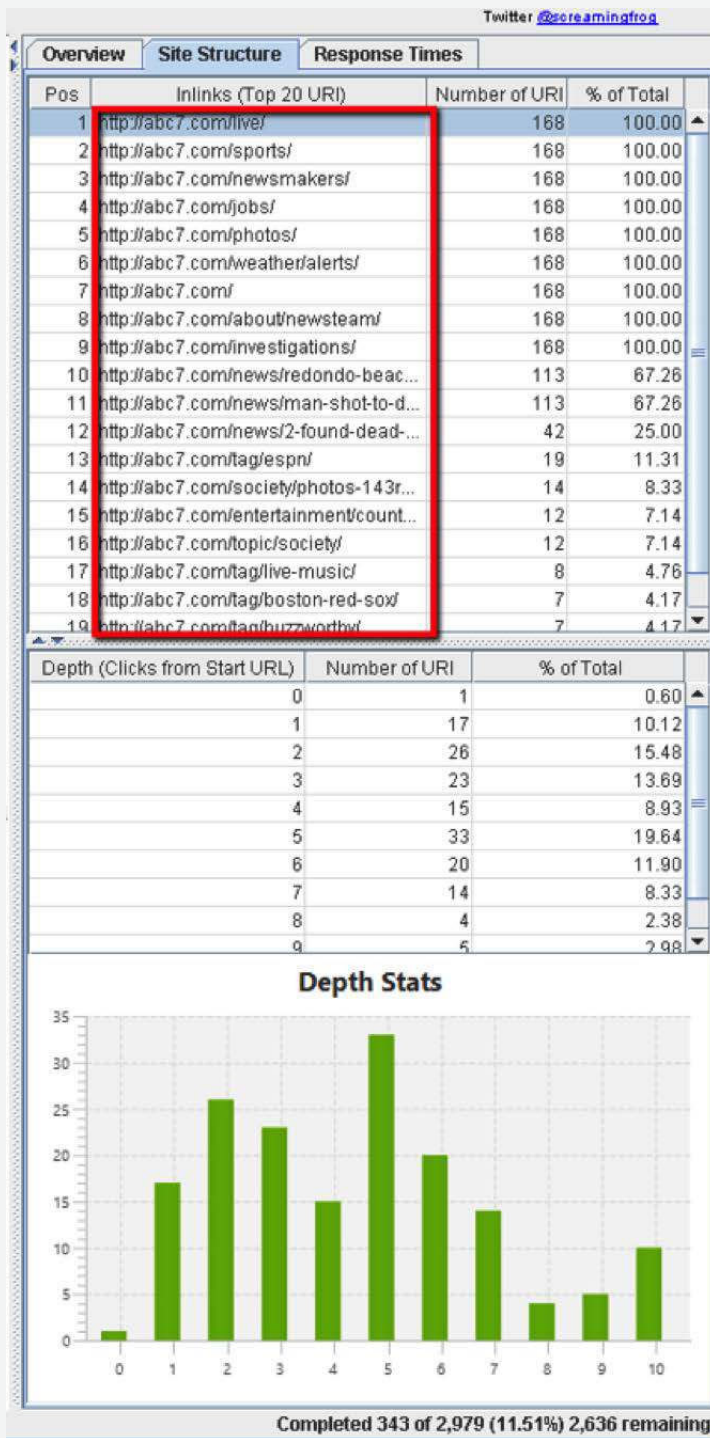 Twitter @screamingfrog
Overview Site Structure Response Times
Pos Inlinks (Top 20 URI) Number of URI % of Total
1 http://abc7.com/live/ 168 100.00
2 http://abc7.com/sports/ 168 100.00
3 http://abc7.com/newsmakers/ 168 100.00
4 http://abc7.com/jobs/ 168 100.00
5 http://abc7.com/photos/ 168 100.00
6 http://abc7.com/weather/alerts/ 168 100.00
7 http://abc7.com/ 168 100.00
8 http://abc7.com/about/newsteam/ 168 100.00
9 http://abc7.com/investigations/ 168 100.00
10 http://abc7.com/news/redondo-beac... 113 67.26
11 http://abc7.com/news/man-shot-to-d... 113 67.26
12 http://abc7.com/news/2-found-dead-... 42 25.00
13 http://abc7.com/tag/espn/ 19 11.31
14 http://abc7.com/society/photos-143r... 14 8.33
15 http://abc7.com/entertainment/count... 12 7.14
16 http://abc7.com/topic/society/ 12 7.14
17 http://abc7.com/tag/live-music/ 8 4.76
18 http://abc7.com/tag/boston-red-sox/ 7 4.17
19 http://abc7.com/tag/buzzworthy/ 7 4.17
Depth (Clicks from Start URL) Number of URI % of Total
0 1 0.60
1 17 10.12
2 26 15.48
3 23 13.69
4 15 8.93
5 33 19.64
6 20 11.90
7 14 8.33
8 4 2.38
9 5 2.98
Depth Stats
35
30
25
20
15
10
5
0
0 1 2 3 4 5 6 7 8 9 10
Completed 343 of 2,979 (11.51%) 2,636 remaining